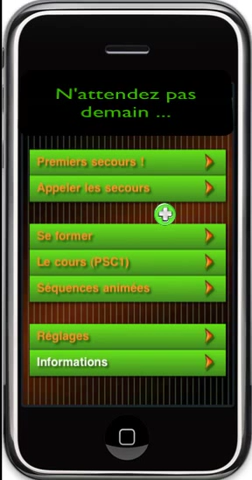 N'attendez pas
demain ...
Premiers secours !
Appeler les secours
Se former
Le cours (PSC1)
Séquences animées
Réglages
Informations